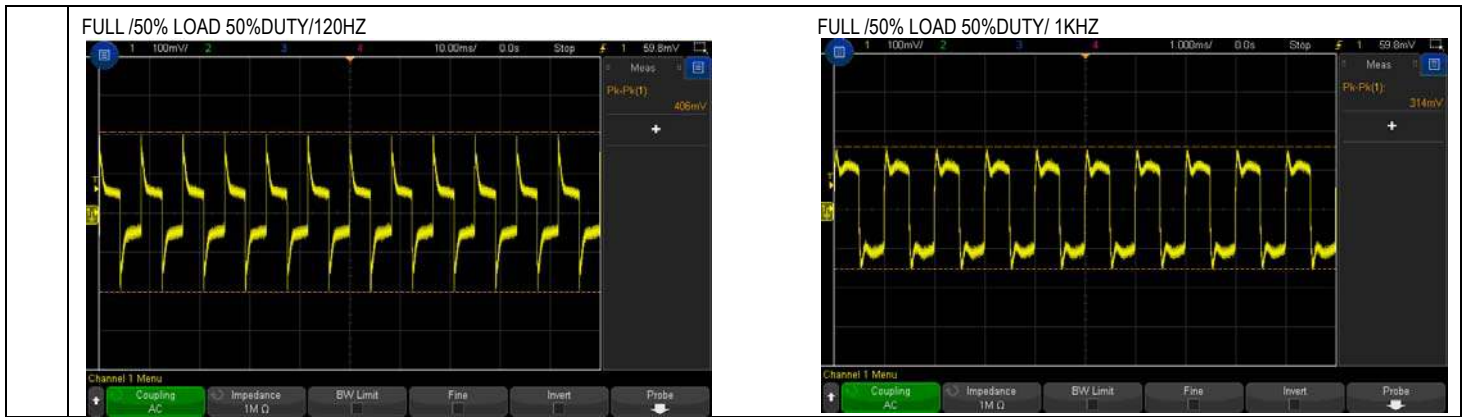 FULL /50% LOAD 50%DUTY/120HZ
1 100mV/ 2 3 4 10.00ms/ 0.0s Stop 1 59.8mV
Meas
Pk-Pk(1):
406mV
+
T
Channel 1 Menu
Coupling
AC
Impedance
1M Ω
BW Limit
Fine
Invert
Probe
FULL /50% LOAD 50%DUTY/ 1KHZ
1 100mV/ 2 3 4 1.000ms/ 0.0s Stop 1 59.8mV
Meas
Pk-Pk(1):
314mV
+
T
Channel 1 Menu
Coupling
AC
Impedance
1M Ω
BW Limit
Fine
Invert
Probe